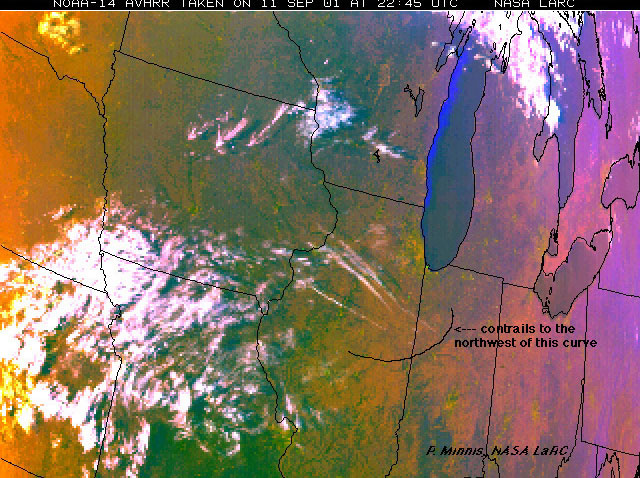 NOAA-14 AVHRR TAKEN ON 11 SEP 01 AT 22:45 UTC NASA LARC
<--- contrails to the
northwest of this curve
P. Minnis, NASA LaRC